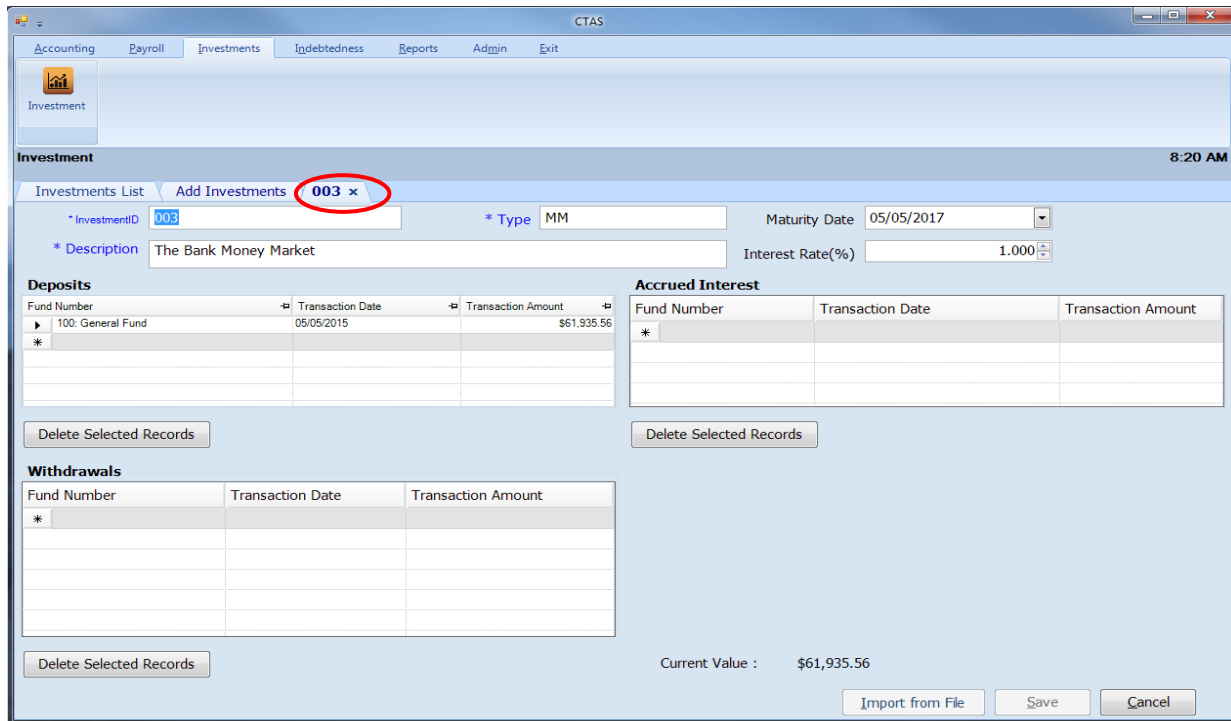 CTAS
Accounting Payroll Investments Indebtedness Reports Admin Exit
Investment
Investment 8:20 AM
Investments List Add Investments 003 ×
* InvestmentID 003 * Type MM Maturity Date 05/05/2017
* Description The Bank Money Market Interest Rate(%) 1.000
Deposits Accrued Interest
Fund Number Transaction Date Transaction Amount Fund Number Transaction Date Transaction Amount
100: General Fund 05/05/2015 $61,935.56
Delete Selected Records Delete Selected Records
Withdrawals
Fund Number Transaction Date Transaction Amount
Delete Selected Records Current Value : $61,935.56
Import from File Save Cancel